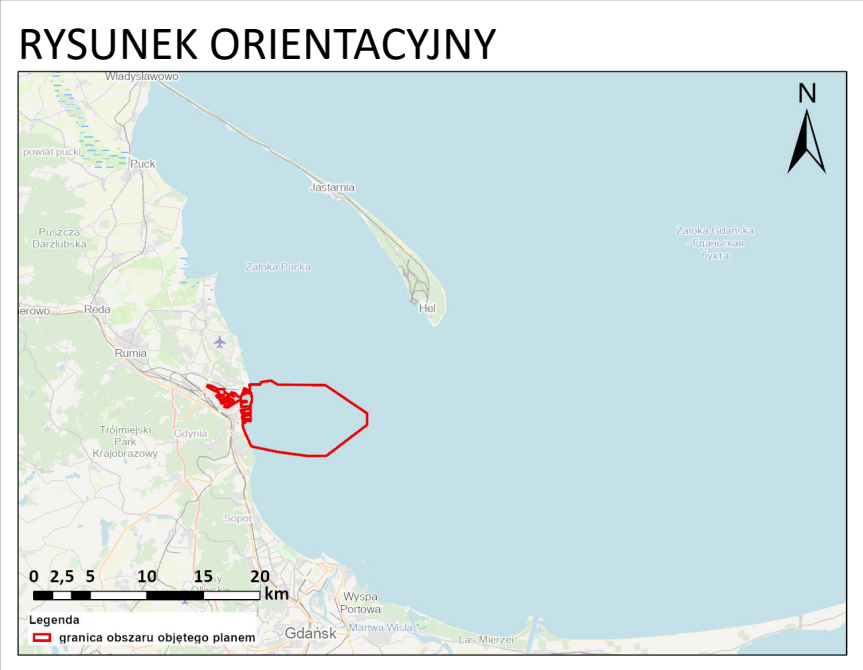 RYSUNEK ORIENTACYJNY
Władysławowo
N
powiat pucki
Puck
Jastarnia
Puszcza
Darżlubska
Zatoka Gdańska
- Гданьская
бухта
Zatoka Pucka
Hel
Reda
Rumia
Trójmiejski
Park
Krajobrazowy
Gdynia
Sopot
0 2,5 5 10 15 20
km
Wyspa
Portowa
Legenda
granica obszaru objętego planem
Gdańsk
Martwa Wisła
Las Mierzei